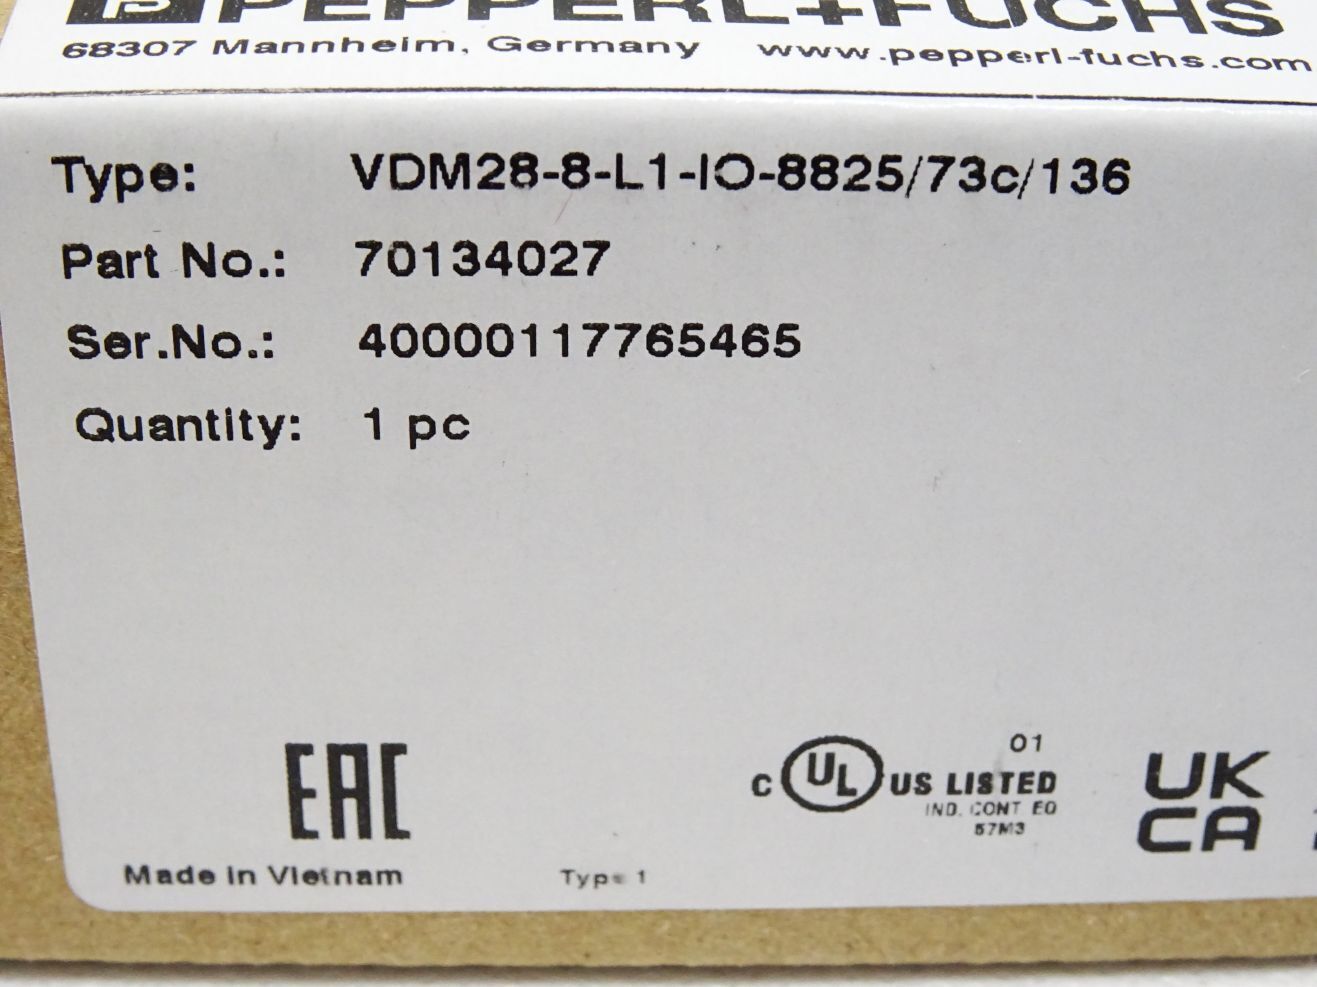 PEPPERL+FUCHS
68307 Mannheim, Germany www.pepperl-fuchs.com
Type: VDM28-8-L1-IO-8825/73c/136
Part No.: 70134027
Ser.No.: 40000117765465
Quantity: 1 pc
EAC
Made in Vietnam
Type 1
C UL US LISTED
01
IND. CONT EQ
57M3
UK
CA